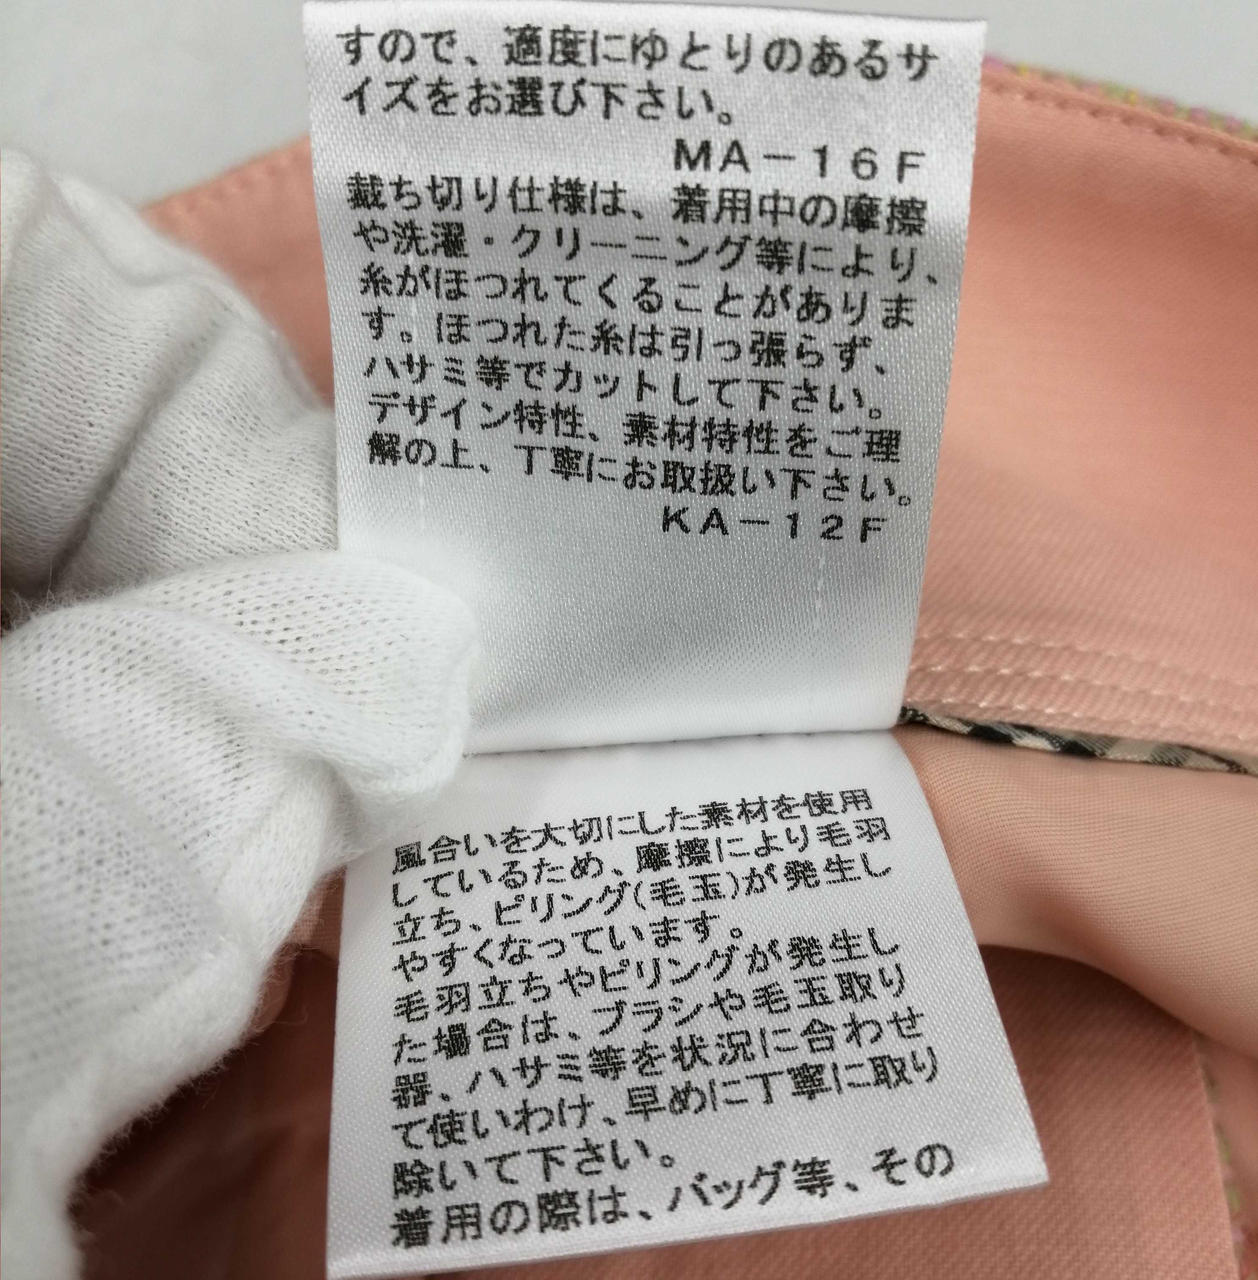 すので、適度にゆとりのあるサ
イズをお選び下さい。
MA－16F
裁ち切り仕様は、着用中の摩擦
や洗濯・クリーニング等により、
糸がほつれてくることがありま
す。ほつれた糸は引っ張らず、
ハサミ等でカットして下さい。
デザイン特性、素材特性をご理
解の上、丁寧にお取扱い下さい。
KA－12F
風合いを大切にした素材を使用
しているため、摩擦により毛羽
立ち、ピリング(毛玉)が発生し
やすくなっています。
毛羽立ちやピリングが発生し
た場合は、ブラシや毛玉取り
器、ハサミ等を状況に合わせ
て使いわけ、早めに丁寧に取り
除いて下さい。
着用の際は、バッグ等、その